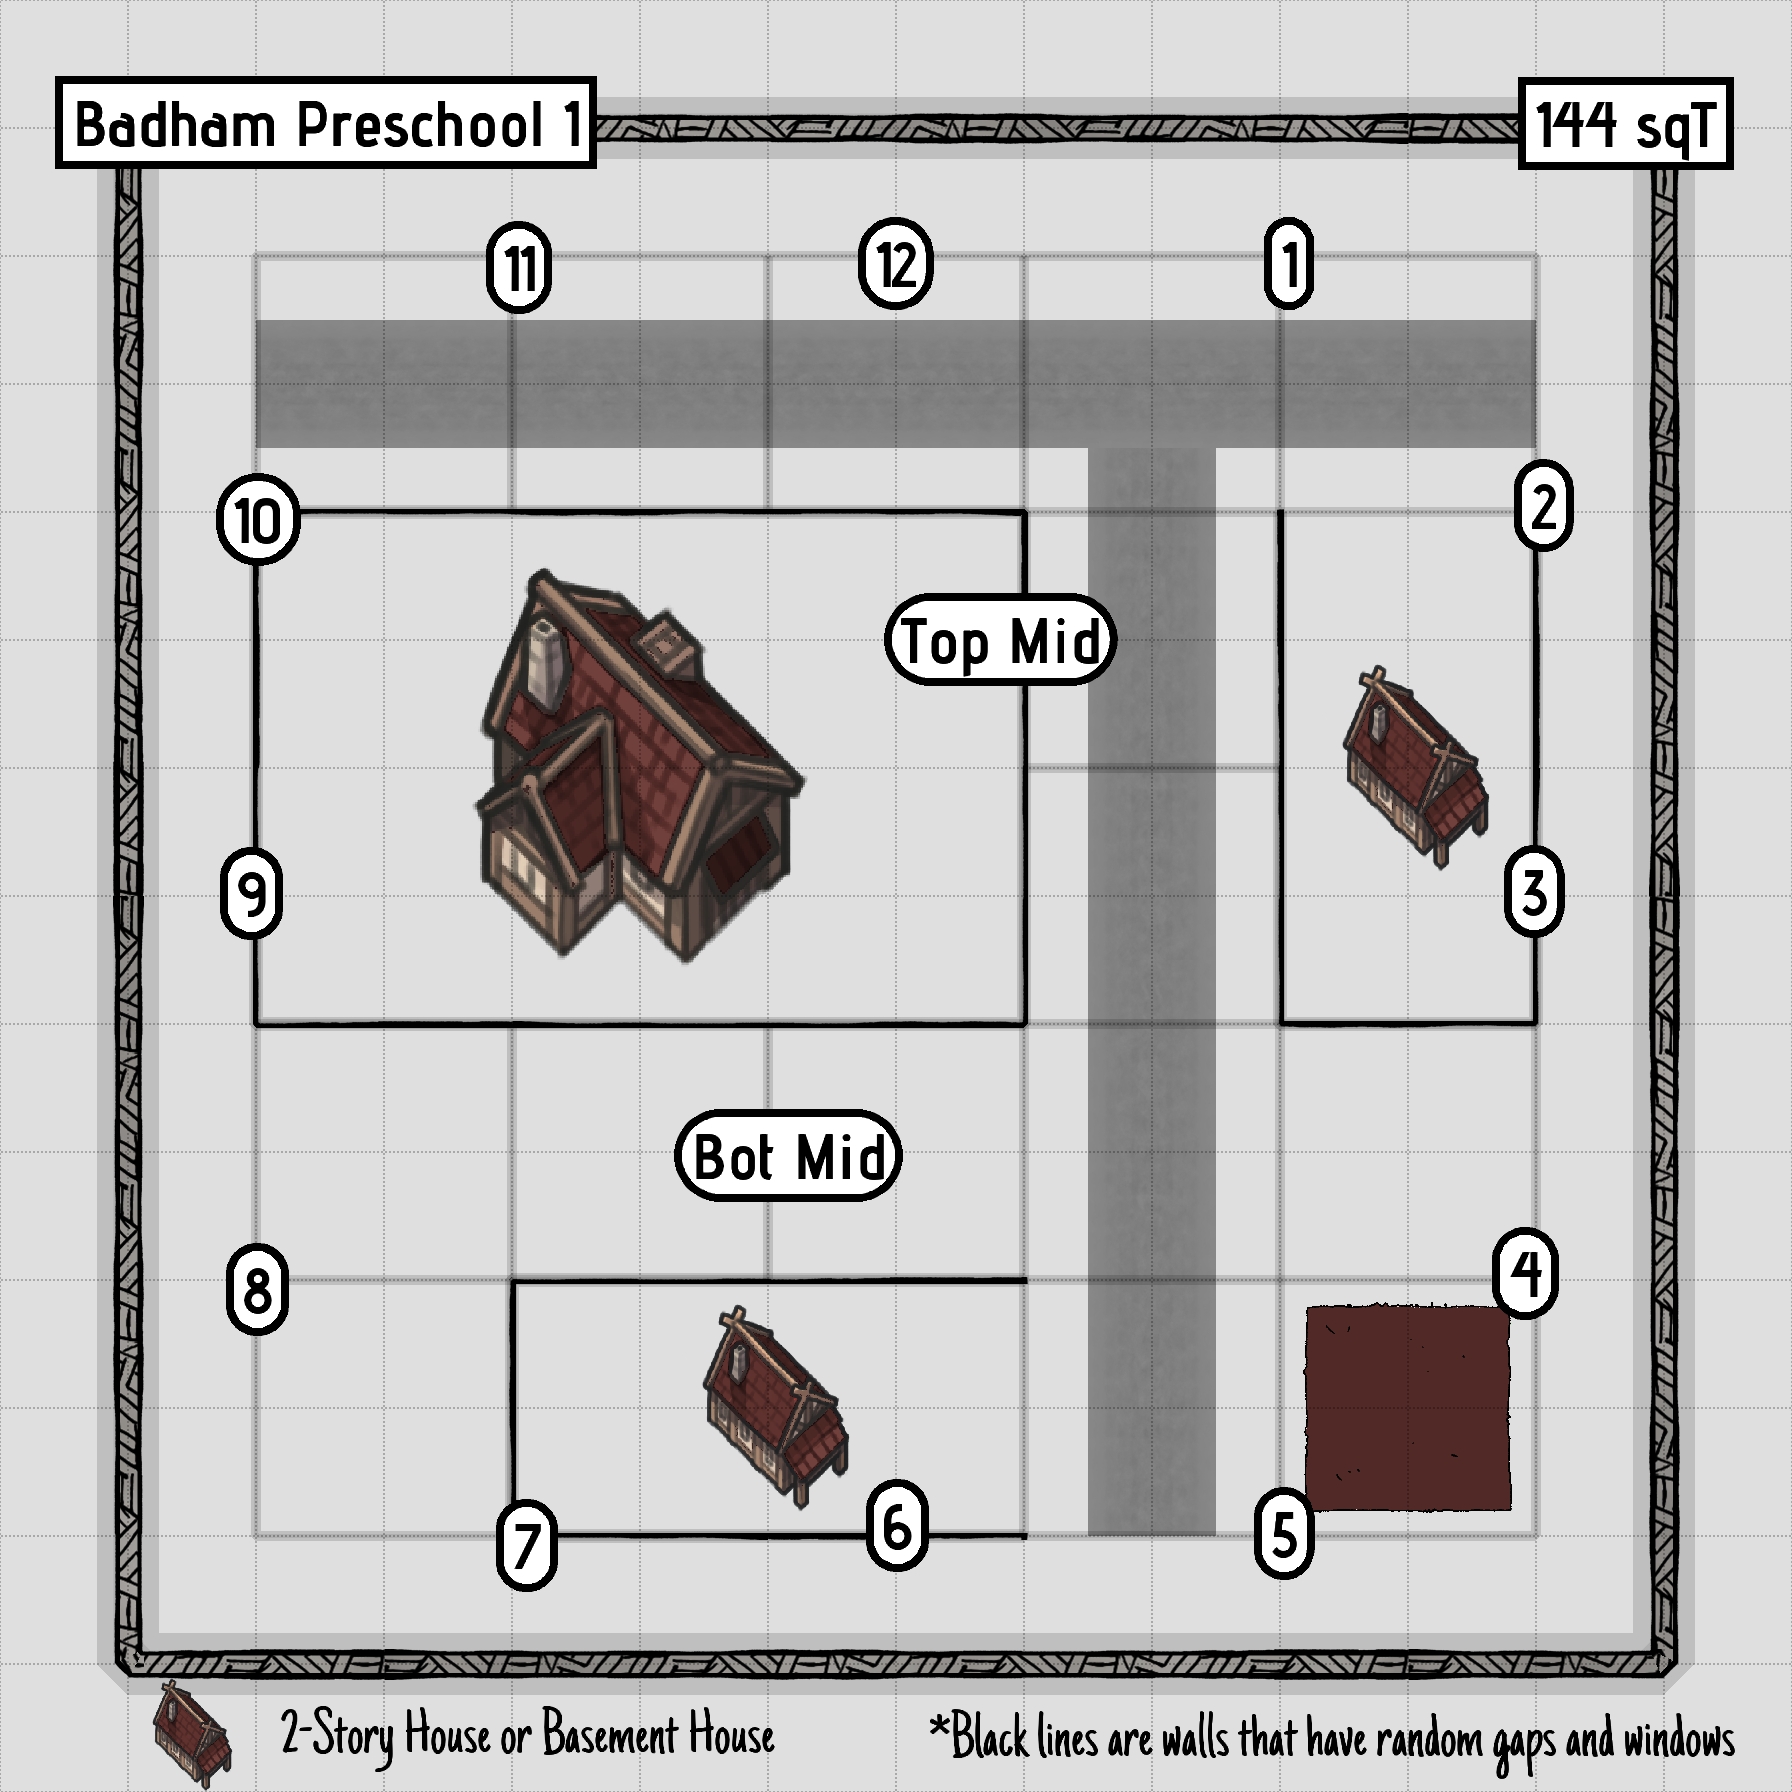 Badham Preschool 1
144 sqT
11
12
1
10
2
Top Mid
9
3
Bot Mid
8
4
7
6
5
2-Story House or Basement House
*Black lines are walls that have random gaps and windows